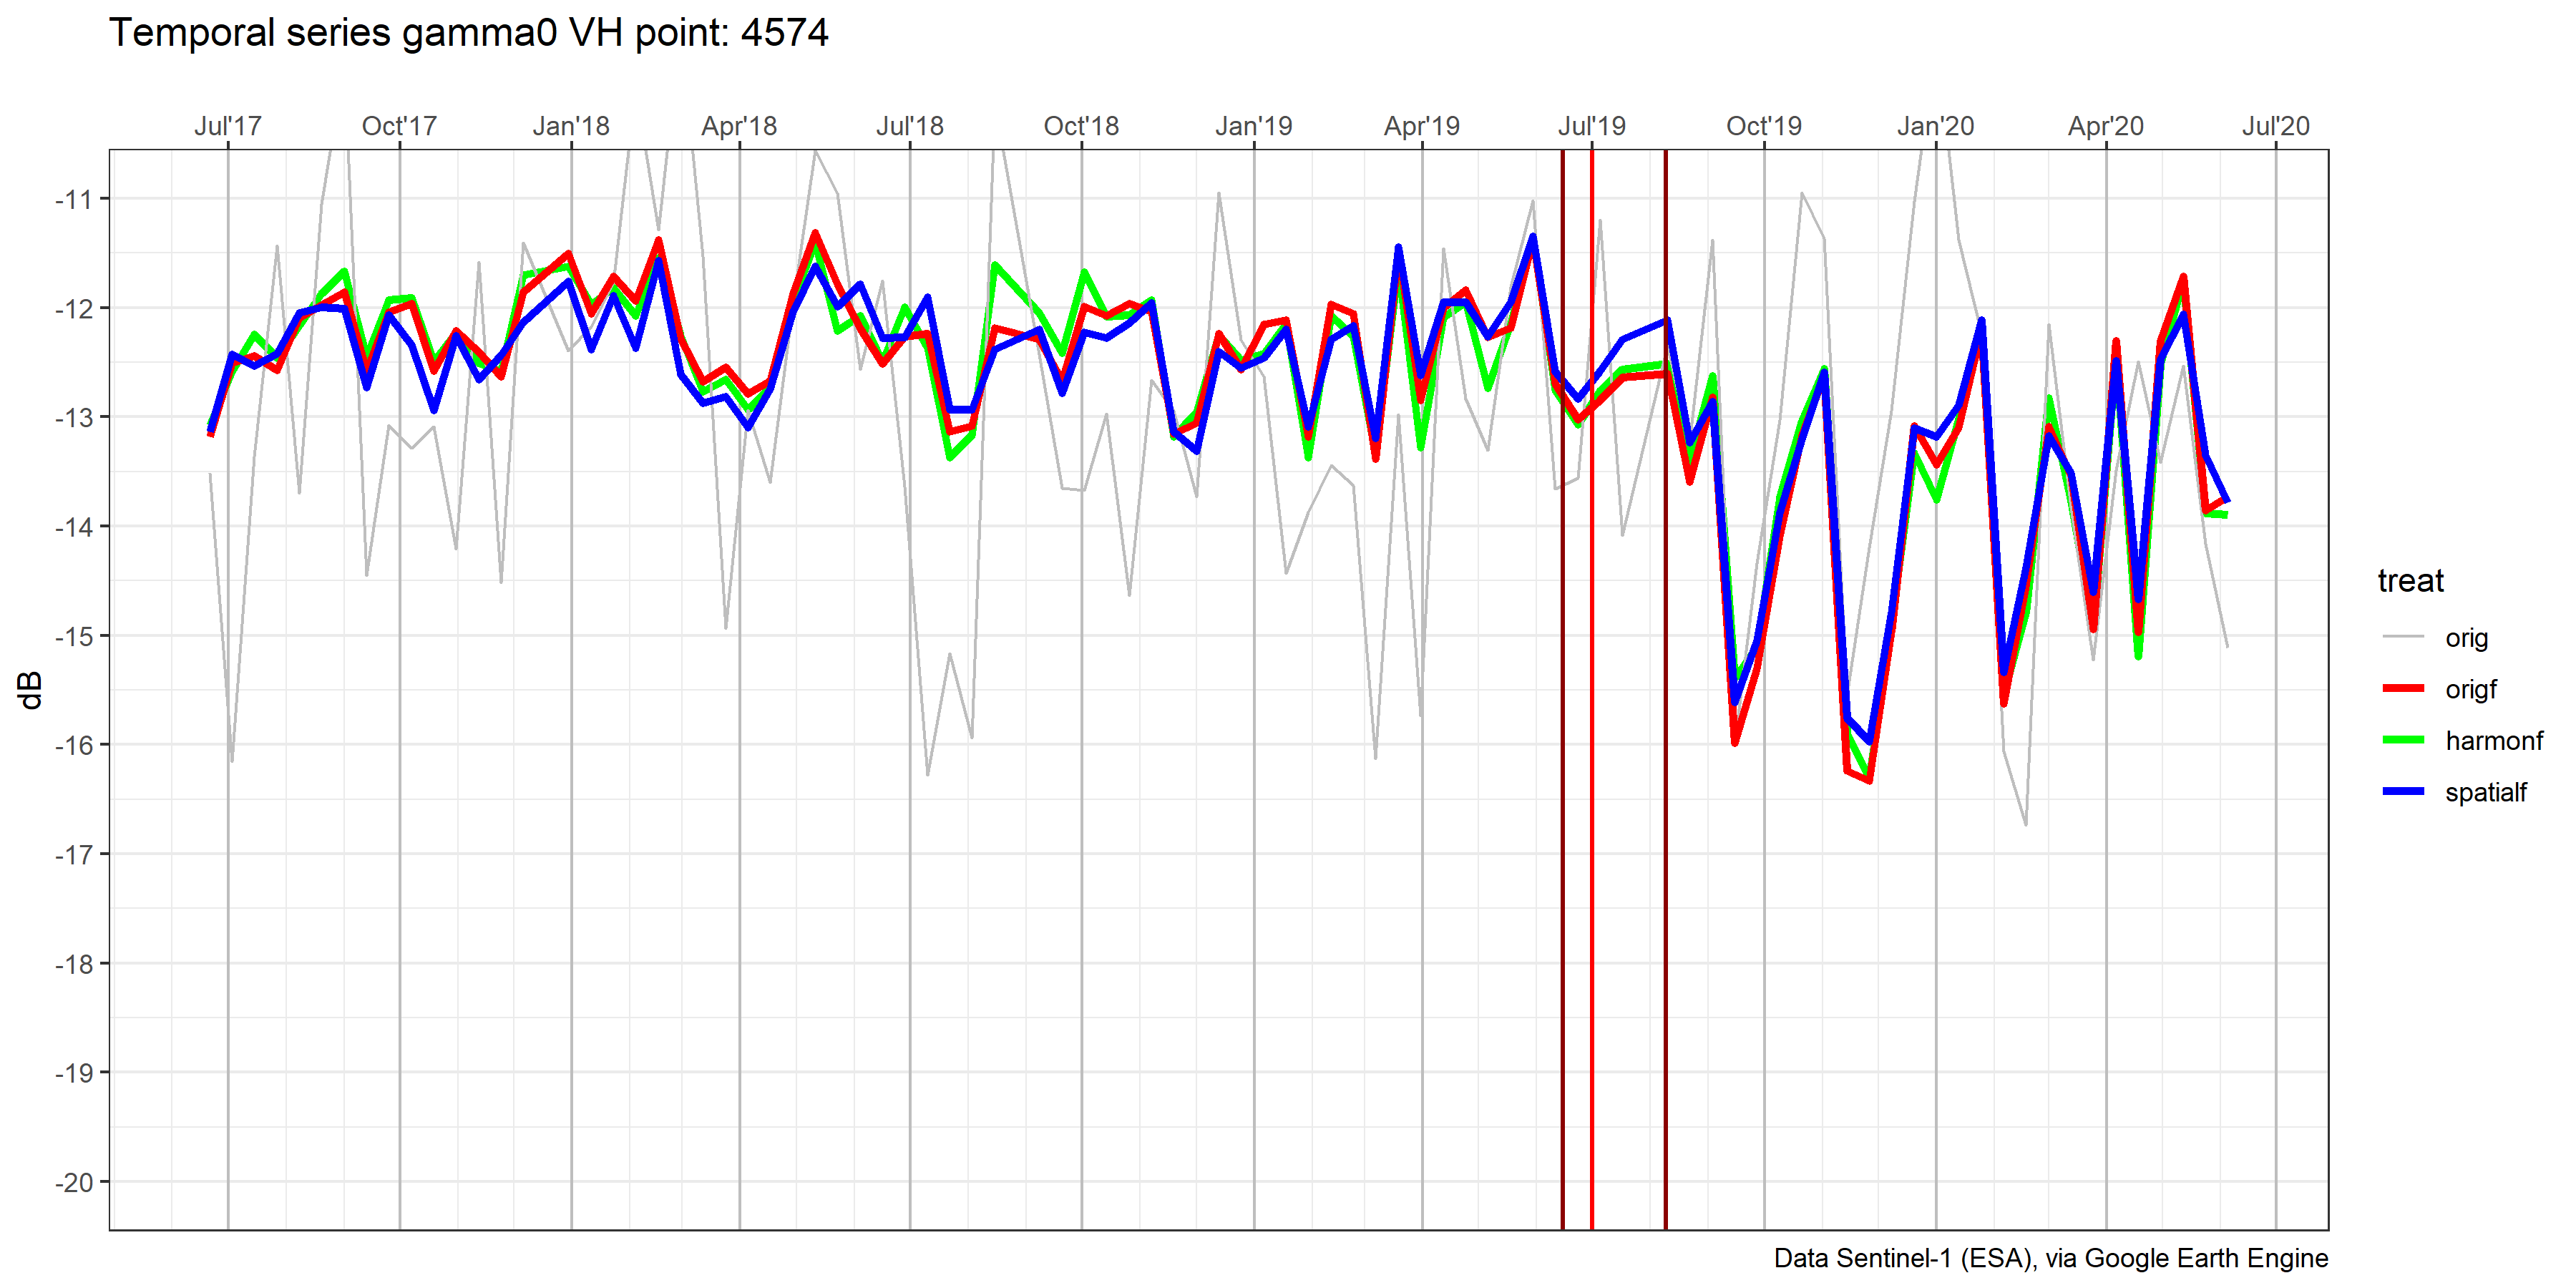 Temporal series gamma0 VH point: 4574
Jul'17 Oct'17 Jan'18 Apr'18 Jul'18 Oct'18 Jan'19 Apr'19 Jul'19 Oct'19 Jan'20 Apr'20 Jul'20
-11
-12
-13
-14
-15
-16
-17
-18
-19
-20
dB
treat
orig
origf
harmonf
spatialf
Data Sentinel-1 (ESA), via Google Earth Engine